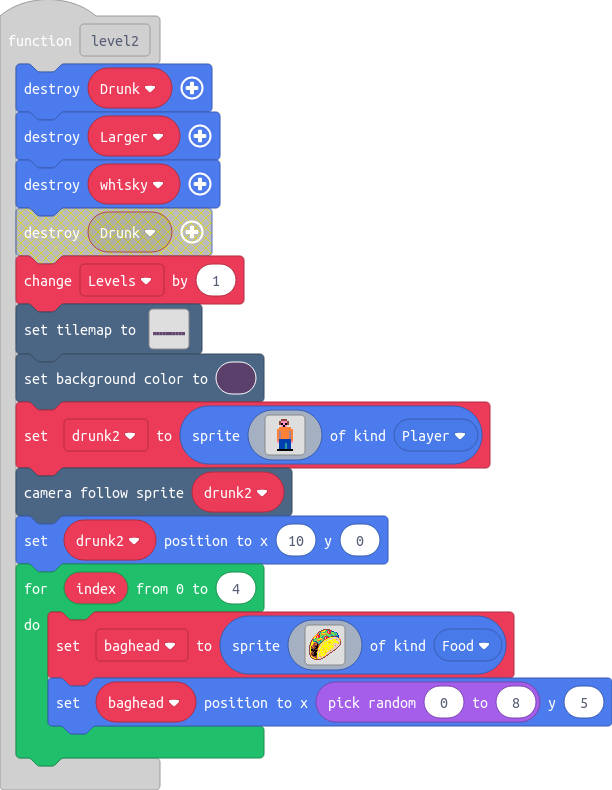 function level2
destroy Drunk
destroy Larger
destroy whisky
destroy Drunk
change Levels by 1
set tilemap to
set background color to
set drunk2 to sprite of kind Player
camera follow sprite drunk2
set drunk2 position to x 10 y 0
for index from 0 to 4
do
set baghead to sprite of kind Food
set baghead position to x pick random 0 to 8 y 5